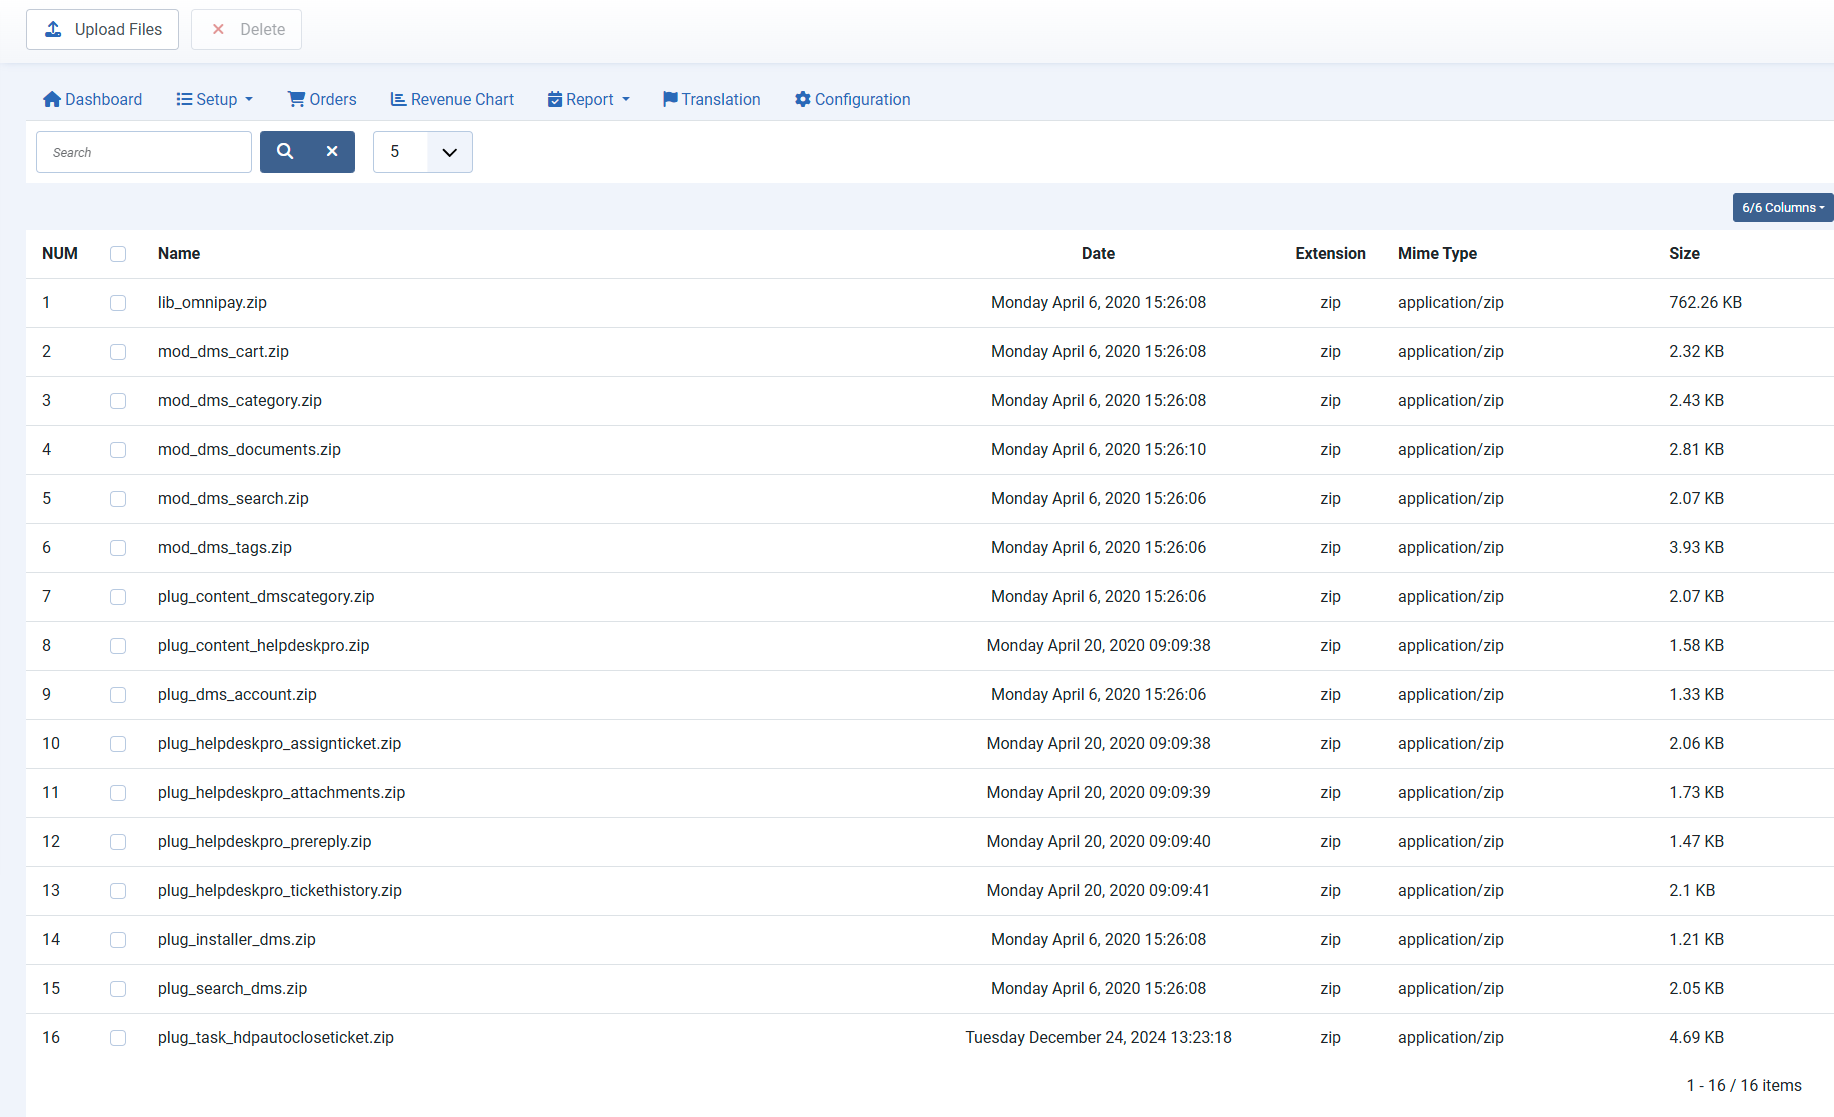 Upload Files Delete
Dashboard Setup Orders Revenue Chart Report Translation Configuration
Search 5
6/6 Columns
NUM Name Date Extension Mime Type Size
1 lib_omnipay.zip Monday April 6, 2020 15:26:08 zip application/zip 762.26 KB
2 mod_dms_cart.zip Monday April 6, 2020 15:26:08 zip application/zip 2.32 KB
3 mod_dms_category.zip Monday April 6, 2020 15:26:08 zip application/zip 2.43 KB
4 mod_dms_documents.zip Monday April 6, 2020 15:26:10 zip application/zip 2.81 KB
5 mod_dms_search.zip Monday April 6, 2020 15:26:06 zip application/zip 2.07 KB
6 mod_dms_tags.zip Monday April 6, 2020 15:26:06 zip application/zip 3.93 KB
7 plug_content_dmscategory.zip Monday April 6, 2020 15:26:06 zip application/zip 2.07 KB
8 plug_content_helpdeskpro.zip Monday April 20, 2020 09:09:38 zip application/zip 1.58 KB
9 plug_dms_account.zip Monday April 6, 2020 15:26:06 zip application/zip 1.33 KB
10 plug_helpdeskpro_assignticket.zip Monday April 20, 2020 09:09:38 zip application/zip 2.06 KB
11 plug_helpdeskpro_attachments.zip Monday April 20, 2020 09:09:39 zip application/zip 1.73 KB
12 plug_helpdeskpro_prereply.zip Monday April 20, 2020 09:09:40 zip application/zip 1.47 KB
13 plug_helpdeskpro_tickethistory.zip Monday April 20, 2020 09:09:41 zip application/zip 2.1 KB
14 plug_installer_dms.zip Monday April 6, 2020 15:26:08 zip application/zip 1.21 KB
15 plug_search_dms.zip Monday April 6, 2020 15:26:08 zip application/zip 2.05 KB
16 plug_task_hdpautocloseticket.zip Tuesday December 24, 2024 13:23:18 zip application/zip 4.69 KB
1 - 16 / 16 items